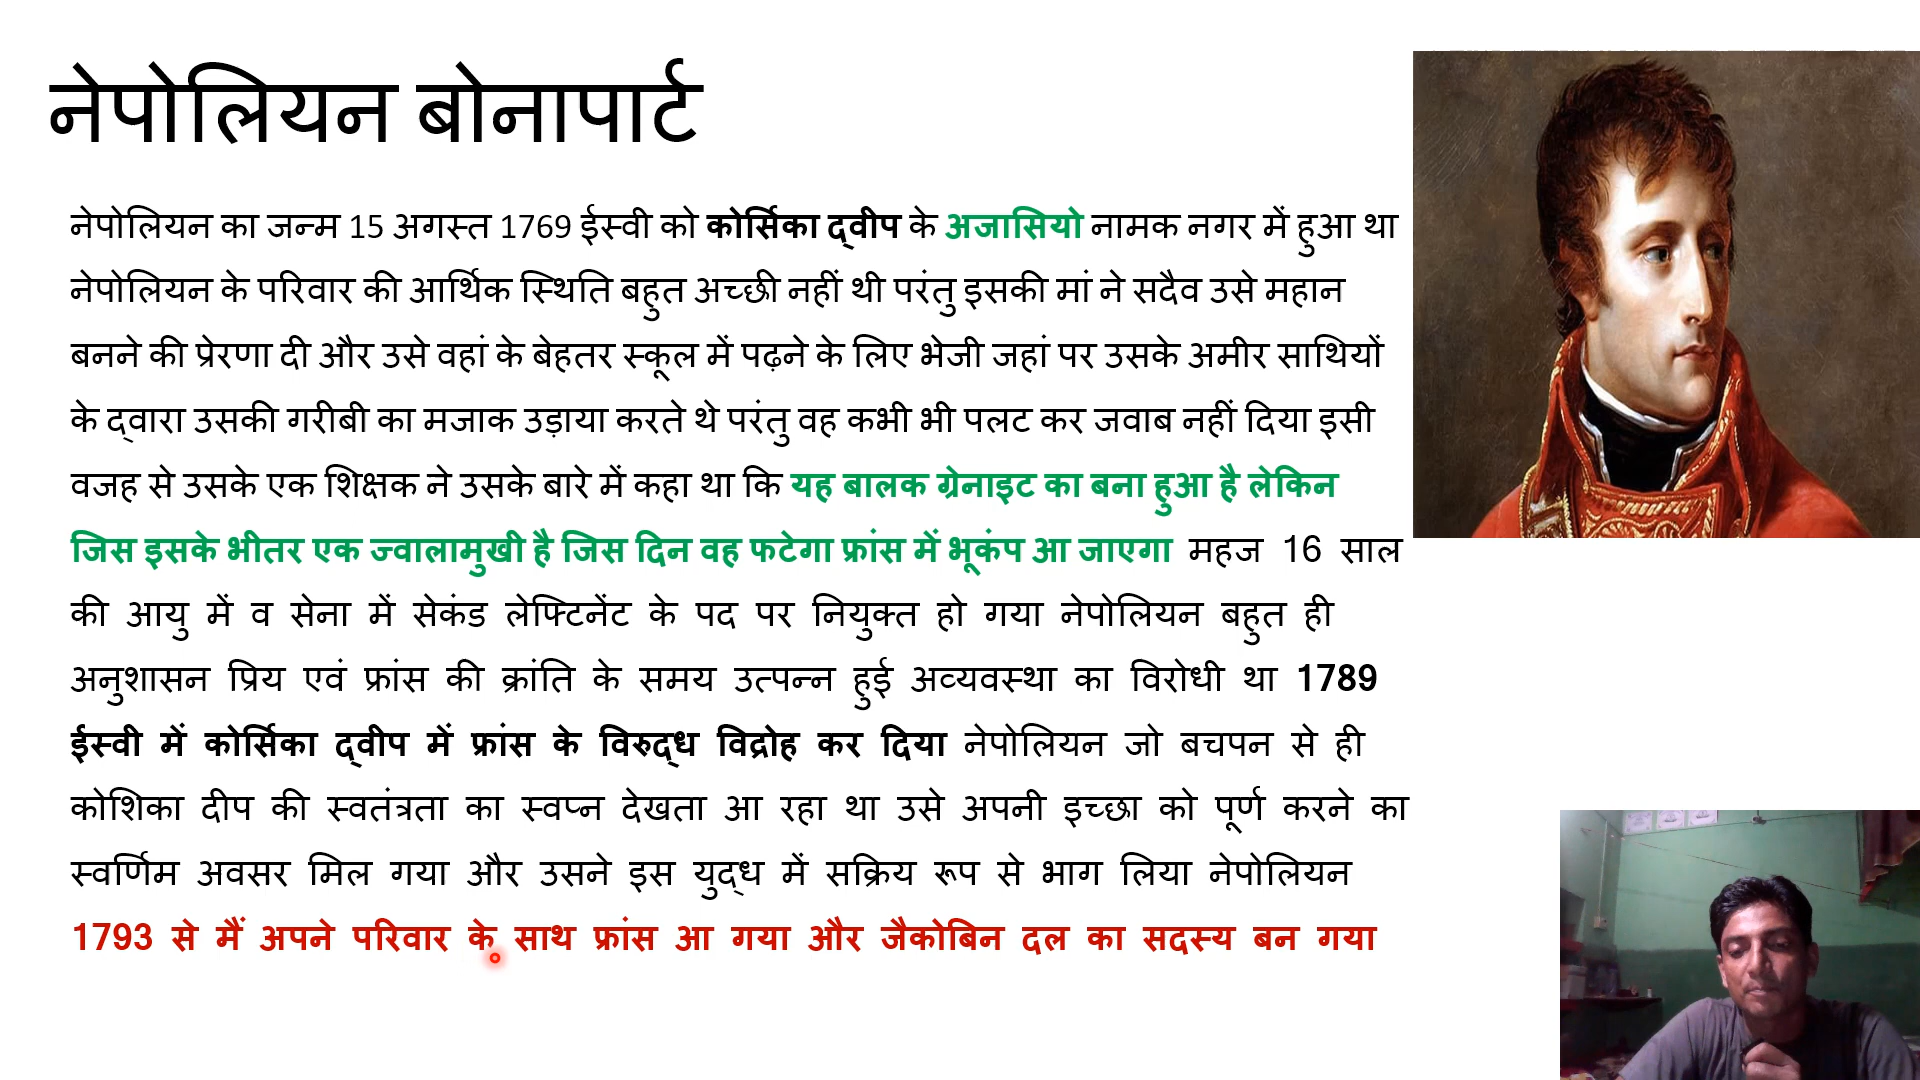 नेपोलियन बोनापार्ट
नेपोलियन का जन्म 15 अगस्त 1769 ईस्वी को कोर्सिका द्वीप के अजासियो नामक नगर में हुआ था
नेपोलियन के परिवार की आर्थिक स्थिति बहुत अच्छी नहीं थी परंतु इसकी मां ने सदैव उसे महान
बनने की प्रेरणा दी और उसे वहां के बेहतर स्कूल में पढ़ने के लिए भेजी जहां पर उसके अमीर साथियों
के द्वारा उसकी गरीबी का मजाक उड़ाया करते थे परंतु वह कभी भी पलट कर जवाब नहीं दिया इसी
वजह से उसके एक शिक्षक ने उसके बारे में कहा था कि यह बालक ग्रेनाइट का बना हुआ है लेकिन
जिस इसके भीतर एक ज्वालामुखी है जिस दिन वह फटेगा फ्रांस में भूकंप आ जाएगा महज 16 साल
की आयु में व सेना में सेकंड लेफ्टिनेंट के पद पर नियुक्त हो गया नेपोलियन बहुत ही
अनुशासन प्रिय एवं फ्रांस की क्रांति के समय उत्पन्न हुई अव्यवस्था का विरोधी था 1789
ईस्वी में कोर्सिका द्वीप में फ्रांस के विरुद्ध विद्रोह कर दिया नेपोलियन जो बचपन से ही
कोशिका दीप की स्वतंत्रता का स्वप्न देखता आ रहा था उसे अपनी इच्छा को पूर्ण करने का
स्वर्णिम अवसर मिल गया और उसने इस युद्ध में सक्रिय रूप से भाग लिया नेपोलियन
1793 से मैं अपने परिवार के साथ फ्रांस आ गया और जैकोबिन दल का सदस्य बन गया